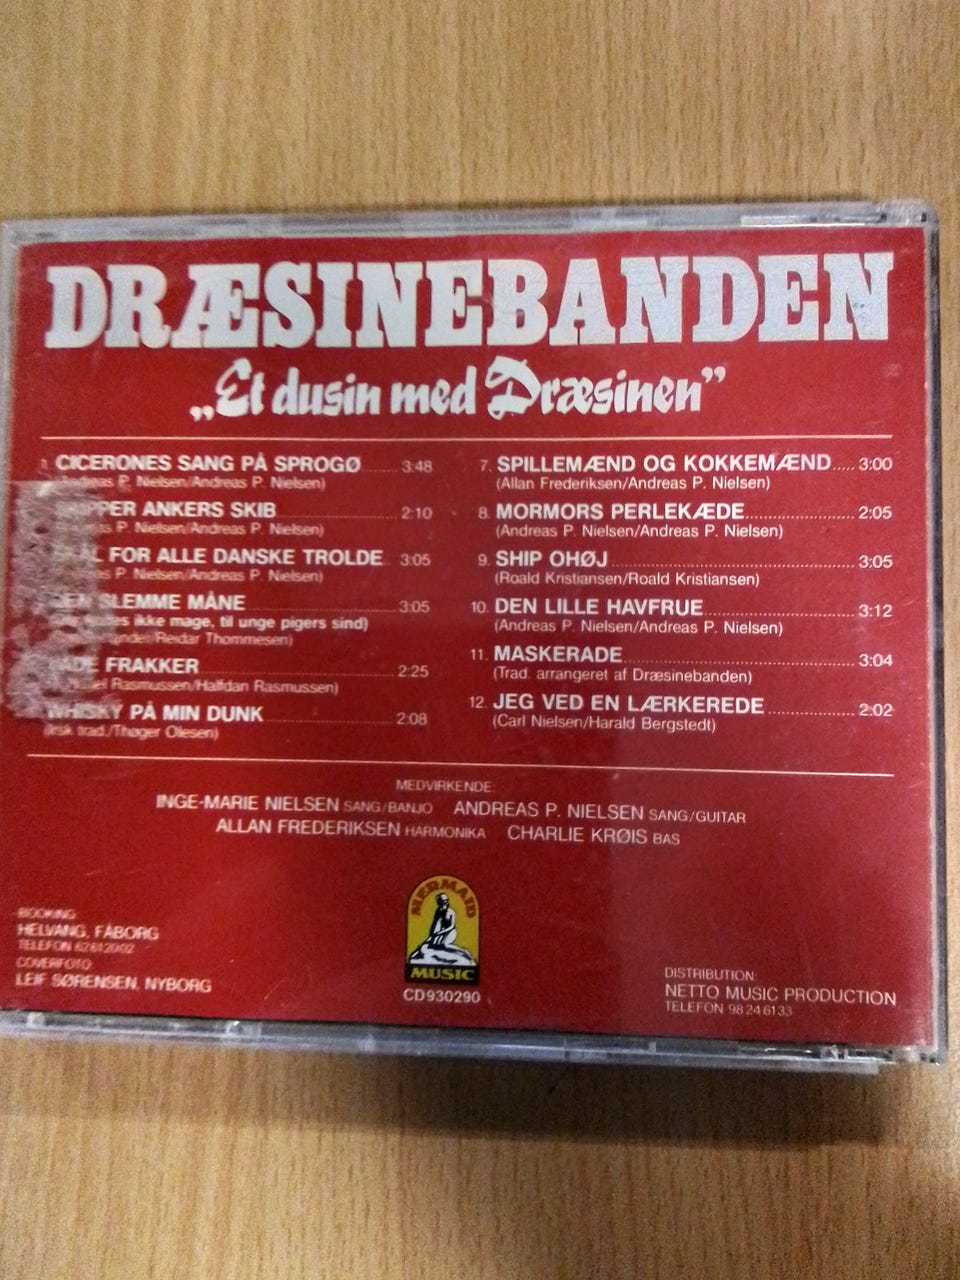 DRÆSINEBANDEN
„Et dusin med Dræsinen”
1. CICERONES SANG PÅ SPROGØ 3:48
P. Nielsen/Andreas P. Nielsen)
ANKERS SKIB 2:10
P. Nielsen/Andreas P. Nielsen)
FOR ALLE DANSKE TROLDE 3:05
P. Nielsen/Andreas P. Nielsen)
SLEMME MÅNE 3:05
ikke mage, til unge pigers sind)
Reidar Thommesen)
FRAKKER 2:25
Rasmussen/Halfdan Rasmussen)
WHISKY PÅ MIN DUNK 2:08
(Irsk trad./Thøger Olesen)
7. SPILLEMÆND OG KOKKEMÆND 3:00
(Allan Frederiksen/Andreas P. Nielsen)
8. MORMORS PERLEKÆDE 2:05
(Andreas P. Nielsen/Andreas P. Nielsen)
9. SHIP OHØJ 3:05
(Roald Kristiansen/Roald Kristiansen)
10. DEN LILLE HAVFRUE 3:12
(Andreas P. Nielsen/Andreas P. Nielsen)
11. MASKERADE 3:04
(Trad. arrangeret af Dræsinebanden)
12. JEG VED EN LÆRKEREDE 2:02
(Carl Nielsen/Harald Bergstedt)
MEDVIRKENDE:
INGE-MARIE NIELSEN SANG/BANJO ANDREAS P. NIELSEN SANG/GUITAR
ALLAN FREDERIKSEN HARMONIKA CHARLIE KRØIS BAS
BOOKING:
HELVANG, FÅBORG
TELEFON 62612002
COVERFOTO:
LEIF SØRENSEN, NYBORG
MERMAID
MUSIC
CD930290
DISTRIBUTION:
NETTO MUSIC PRODUCTION
TELEFON 98246133